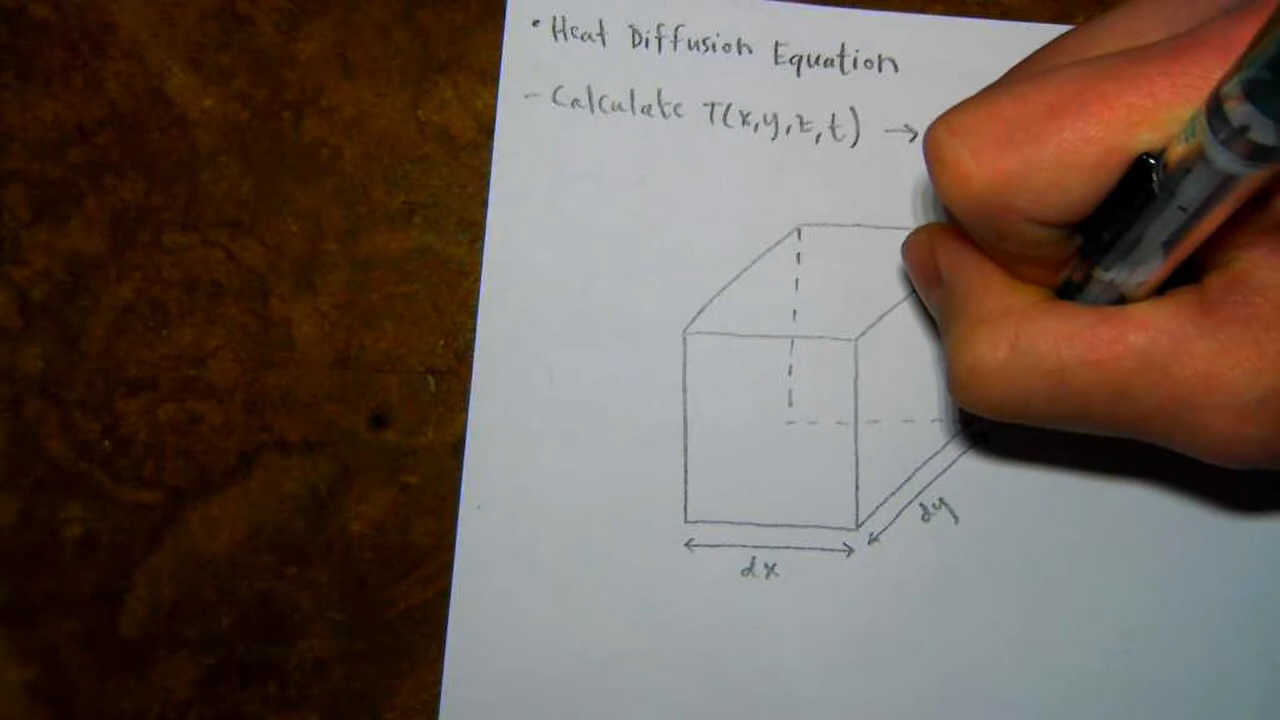 • Heat Diffusion Equation
- Calculate T(x,y,z,t) →
dy
dx